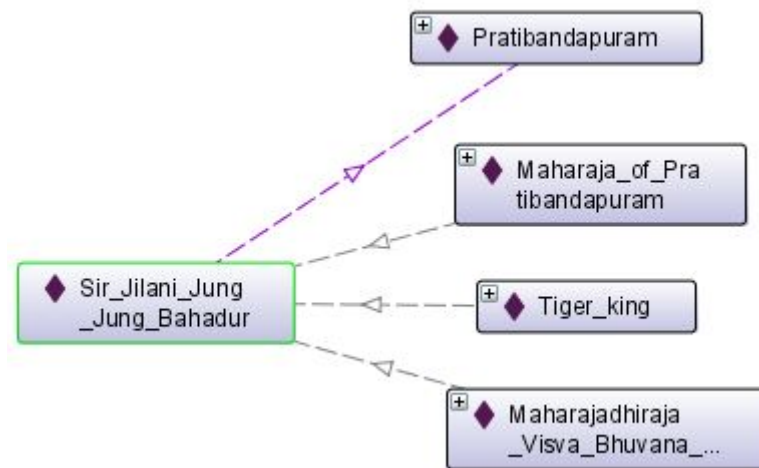 Pratibandapuram
Maharaja_of_Pra
tibandapuram
Sir_Jilani_Jung
_Jung_Bahadur
Tiger_king
Maharajadhiraja
_Visva_Bhuvana_...